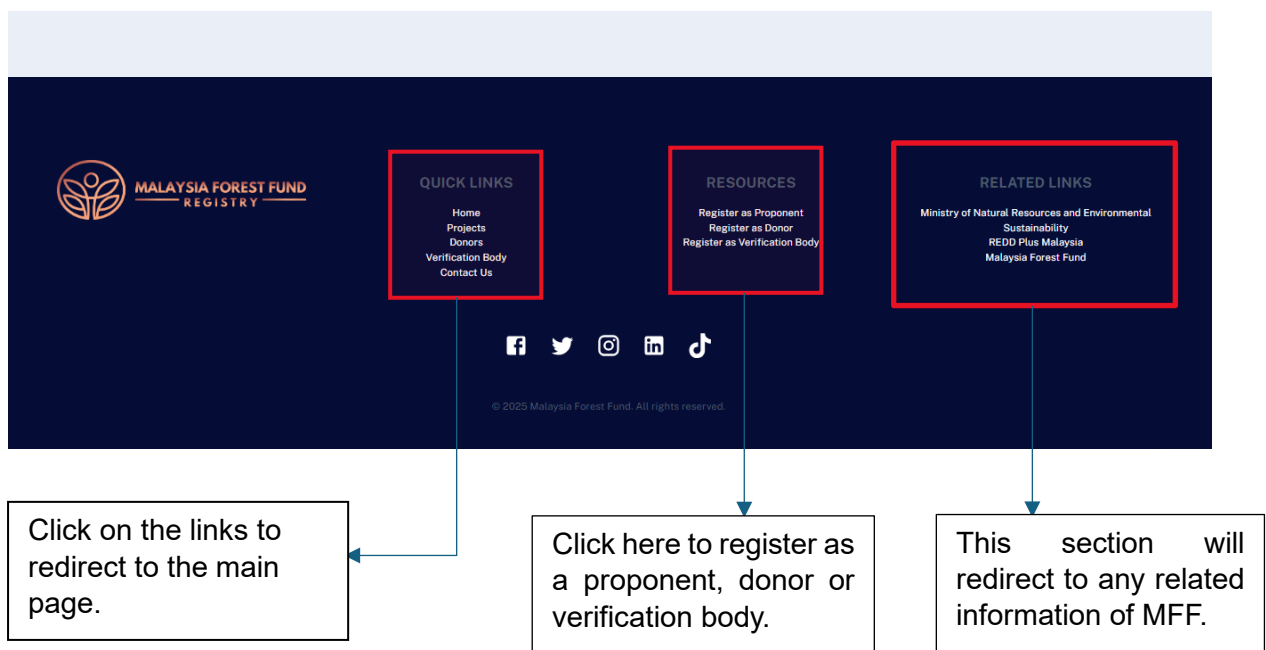 MALAYSIA FOREST FUND
REGISTRY
QUICK LINKS
Home
Projects
Donors
Verification Body
Contact Us
RESOURCES
Register as Proponent
Register as Donor
Register as Verification Body
RELATED LINKS
Ministry of Natural Resources and Environmental
Sustainability
REDD Plus Malaysia
Malaysia Forest Fund
© 2025 Malaysia Forest Fund. All rights reserved.
Click on the links to
redirect to the main
page.
Click here to register as
a proponent, donor or
verification body.
This section will
redirect to any related
information of MFF.